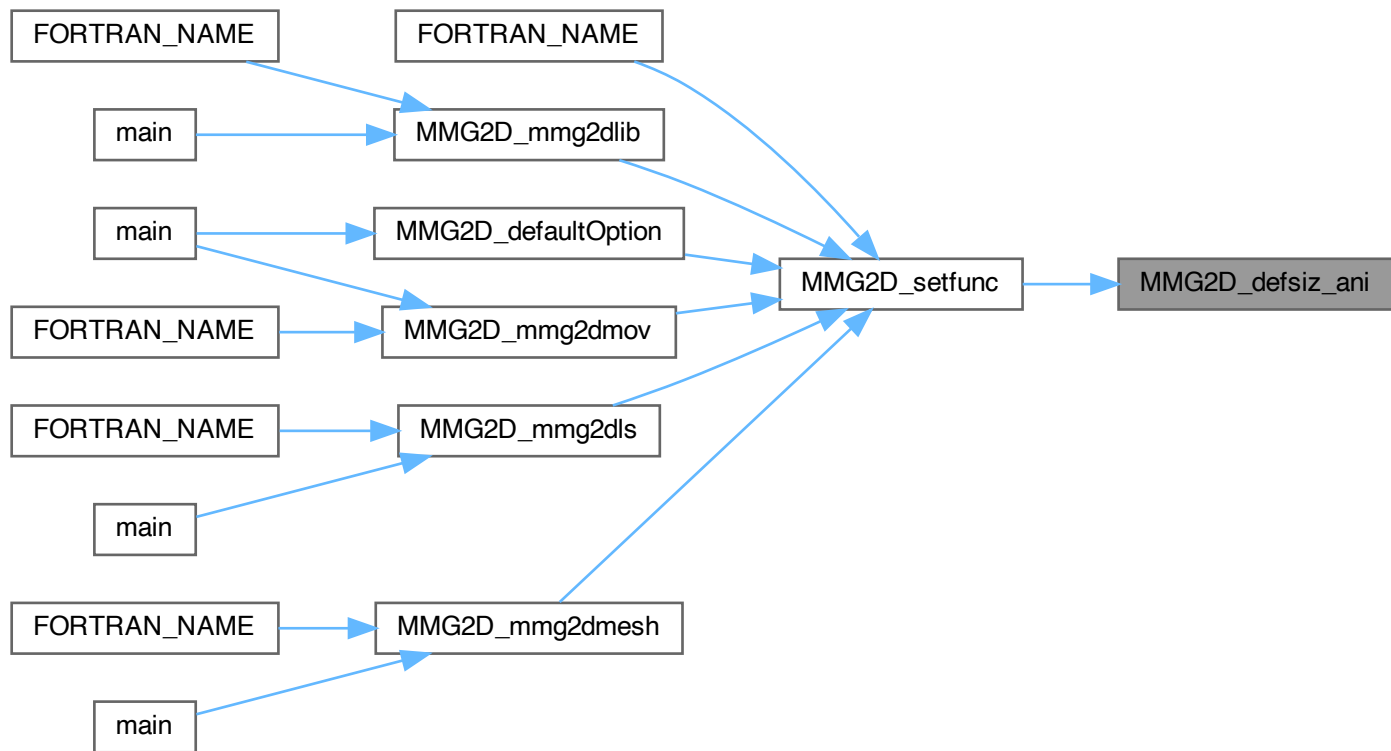 FORTRAN_NAME
FORTRAN_NAME
main
MMG2D_mmg2dlib
main
MMG2D_defaultOption
MMG2D_setfunc
MMG2D_defsiz_ani
FORTRAN_NAME
MMG2D_mmg2dmov
FORTRAN_NAME
MMG2D_mmg2dls
main
FORTRAN_NAME
MMG2D_mmg2dmesh
main